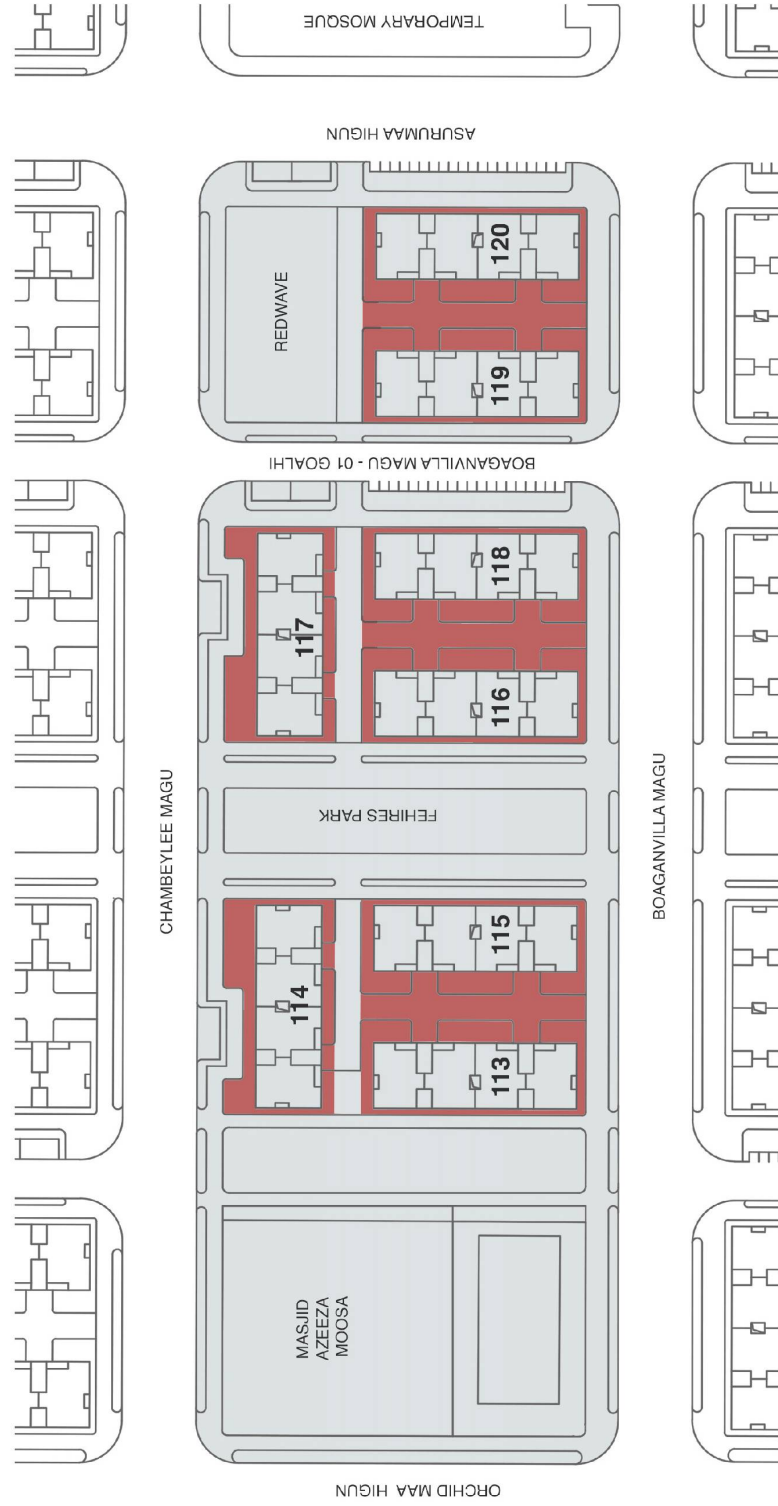 TEMPORARY MOSQUE
ASURUMAA HIGUN
REDWAVE
120
119
BOAGANVILLA MAGU - 01 GOALHI
118
117
116
CHAMBEYLEE MAGU
FEHIRES PARK
BOAGANVILLA MAGU
115
114
113
MASJID
AZEEZA
MOOSA
ORCHID MAA HIGUN